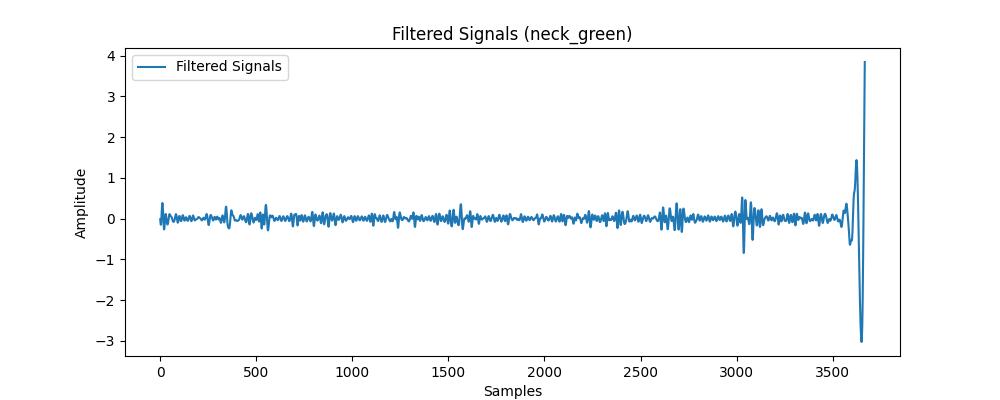 Filtered Signals (neck_green)
Filtered Signals
Amplitude
4
3
2
1
0
−1
−2
−3
0 500 1000 1500 2000 2500 3000 3500
Samples